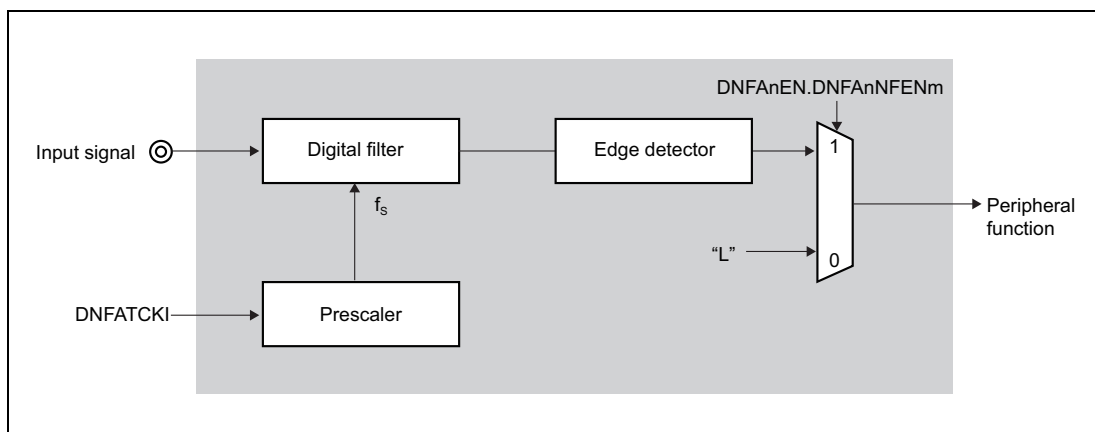 DNFAnEN.DNFAnNFENm
Input signal
Digital filter
Edge detector
1
fs
Peripheral
function
“L”
0
DNFATCKI
Prescaler